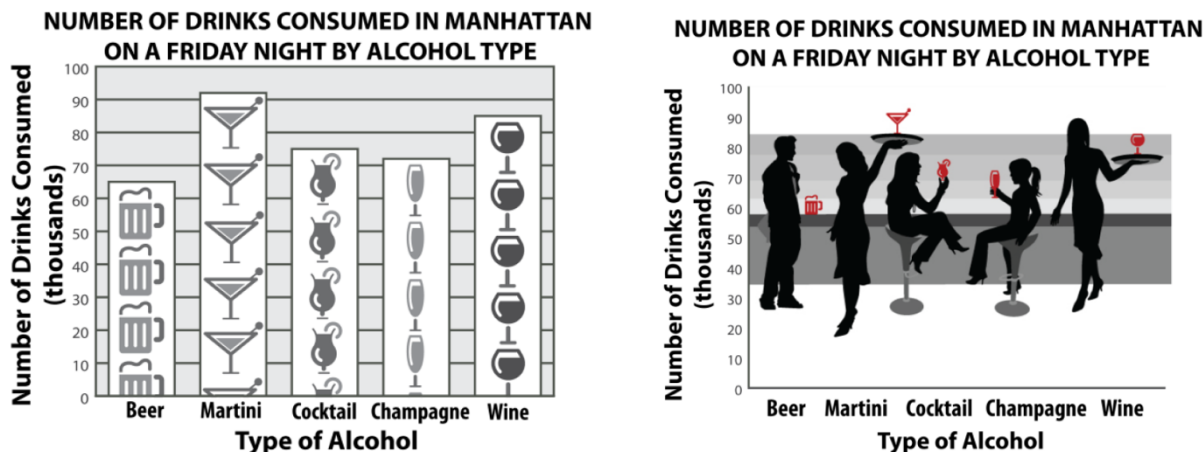 NUMBER OF DRINKS CONSUMED IN MANHATTAN
ON A FRIDAY NIGHT BY ALCOHOL TYPE
Number of Drinks Consumed
(thousands)
100
90
80
70
60
50
40
30
20
10
0
Beer Martini Cocktail Champagne Wine
Type of Alcohol
NUMBER OF DRINKS CONSUMED IN MANHATTAN
ON A FRIDAY NIGHT BY ALCOHOL TYPE
Number of Drinks Consumed
(thousands)
100
90
80
70
60
50
40
30
20
10
0
Beer Martini Cocktail Champagne Wine
Type of Alcohol